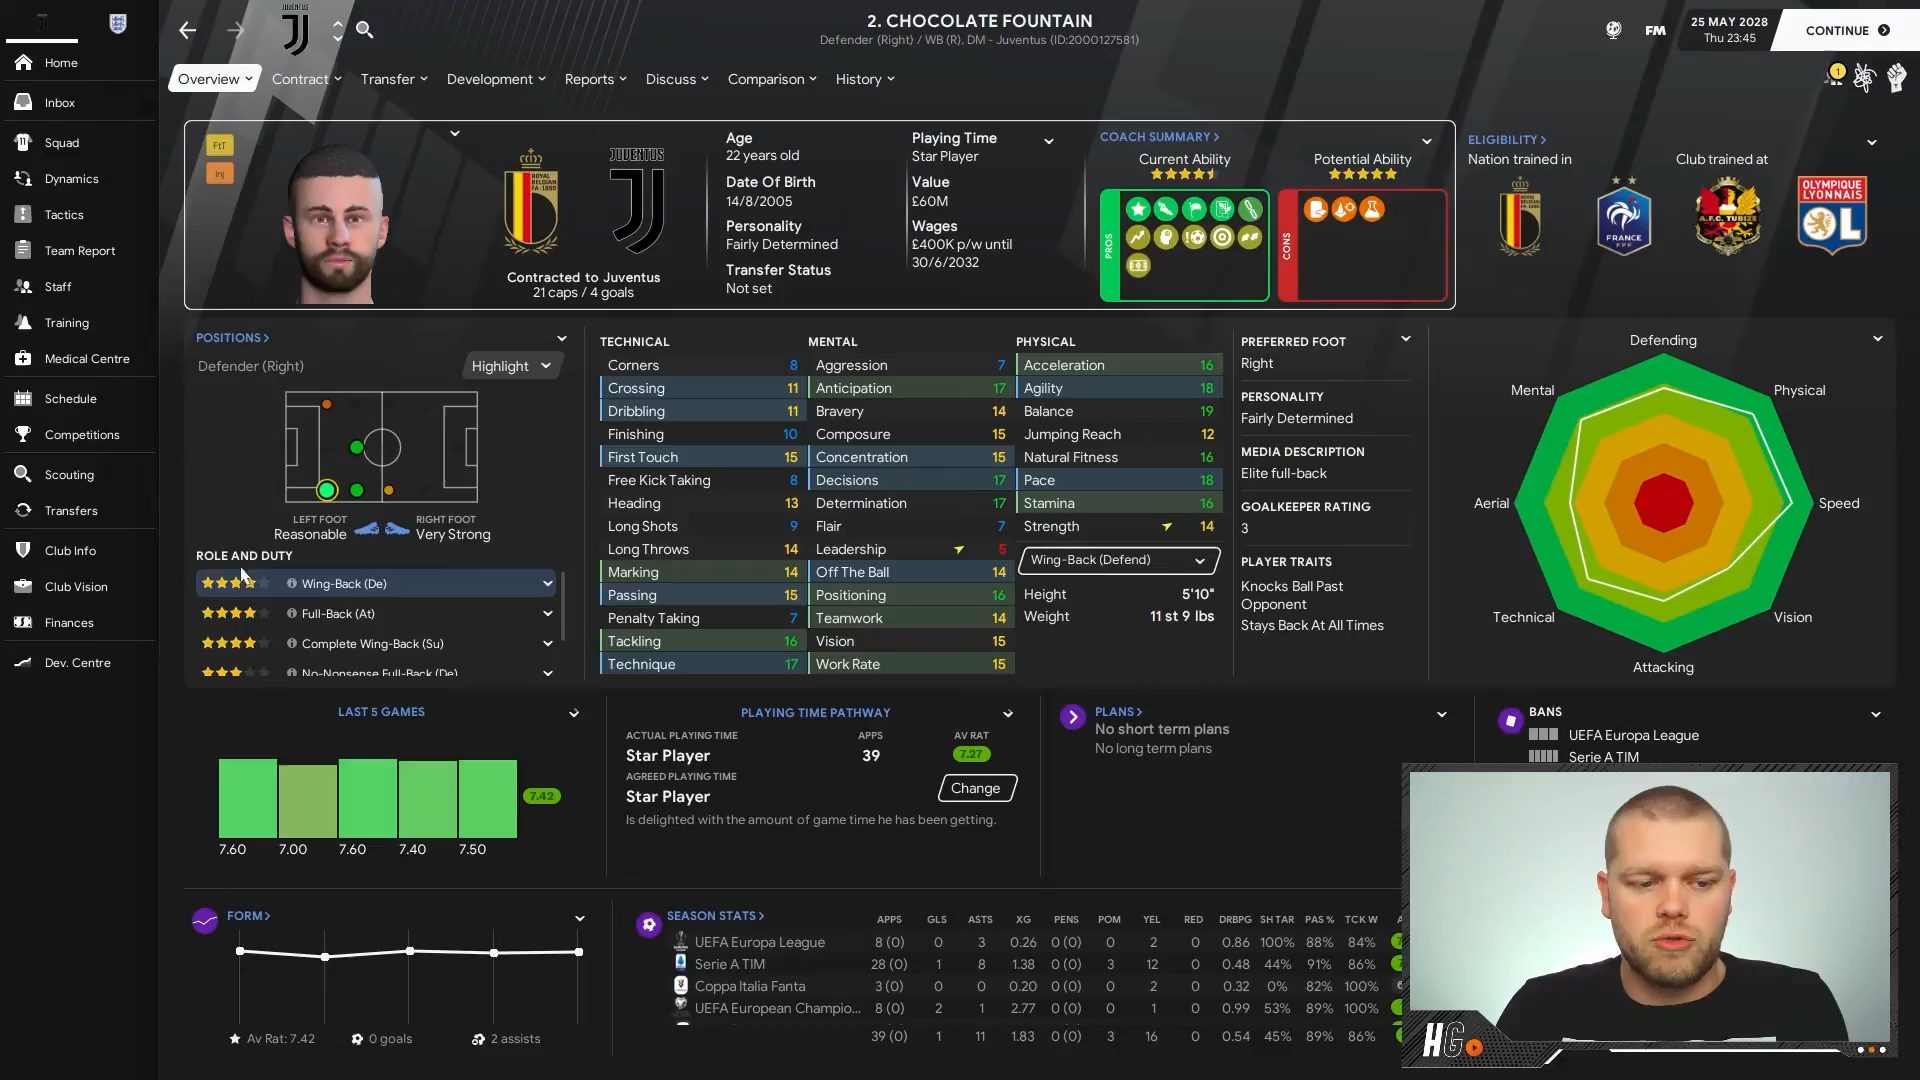 2. CHOCOLATE FOUNTAIN
Defender (Right) / WB (R), DM - Juventus (ID:2000127581)
JUVENTUS
FM
25 MAY 2028
Thu 23:45
CONTINUE
Home
Inbox
Squad
Dynamics
Tactics
Team Report
Staff
Training
Medical Centre
Schedule
Competitions
Scouting
Transfers
Club Info
Club Vision
Finances
Dev. Centre
Overview
Contract
Transfer
Development
Reports
Discuss
Comparison
History
1
FtT
Inj
ROYAL BELGIAN FA·1895
JUVENTUS
Contracted to Juventus
21 caps / 4 goals
Age
22 years old
Date Of Birth
14/8/2005
Personality
Fairly Determined
Transfer Status
Not set
Playing Time
Star Player
Value
£60M
Wages
£400K p/w until
30/6/2032
COACH SUMMARY >
Current Ability
Potential Ability
PROS
CONS
ELIGIBILITY >
Nation trained in
Club trained at
FRANCE
FFF
A.F.C. TUBIZE
OLYMPIQUE LYONNAIS
OL
POSITIONS >
Defender (Right)
Highlight
LEFT FOOT
Reasonable
RIGHT FOOT
Very Strong
ROLE AND DUTY
Wing-Back (De)
Full-Back (At)
Complete Wing-Back (Su)
No-Nonsense Full-Back (De)
TECHNICAL
Corners 8
Crossing 11
Dribbling 11
Finishing 10
First Touch 15
Free Kick Taking 8
Heading 13
Long Shots 9
Long Throws 14
Marking 14
Passing 15
Penalty Taking 7
Tackling 16
Technique 17
MENTAL
Aggression 7
Anticipation 17
Bravery 14
Composure 15
Concentration 15
Decisions 17
Determination 17
Flair 7
Leadership 5
Off The Ball 14
Positioning 16
Teamwork 14
Vision 15
Work Rate 15
PHYSICAL
Acceleration 16
Agility 18
Balance 19
Jumping Reach 12
Natural Fitness 16
Pace 18
Stamina 16
Strength 14
Wing-Back (Defend)
Height 5'10"
Weight 11 st 9 lbs
PREFERRED FOOT
Right
PERSONALITY
Fairly Determined
MEDIA DESCRIPTION
Elite full-back
GOALKEEPER RATING
3
PLAYER TRAITS
Knocks Ball Past
Opponent
Stays Back At All Times
Defending
Physical
Speed
Vision
Attacking
Technical
Aerial
Mental
LAST 5 GAMES
7.42
7.60 7.00 7.60 7.40 7.50
PLAYING TIME PATHWAY
ACTUAL PLAYING TIME APPS AV RAT
Star Player 39 7.27
AGREED PLAYING TIME
Star Player
Change
Is delighted with the amount of game time he has been getting.
PLANS >
No short term plans
No long term plans
BANS
UEFA Europa League
Serie A TIM
FORM >
Av Rat: 7.42 0 goals 2 assists
SEASON STATS > APPS GLS ASTS XG PENS POM YEL RED DRBPG SH TAR PAS % TCK W
UEFA Europa League 8 (0) 0 3 0.26 0 (0) 0 2 0 0.86 100% 88% 84%
Serie A TIM 28 (0) 1 8 1.38 0 (0) 3 12 0 0.48 44% 91% 86%
Coppa Italia Fanta 3 (0) 0 0 0.20 0 (0) 0 2 0 0.32 0% 82% 100%
UEFA European Champio... 8 (0) 2 1 2.77 0 (0) 0 1 0 0.99 53% 89% 100%
39 (0) 1 11 1.83 0 (0) 3 16 0 0.54 45% 89% 86%
HG